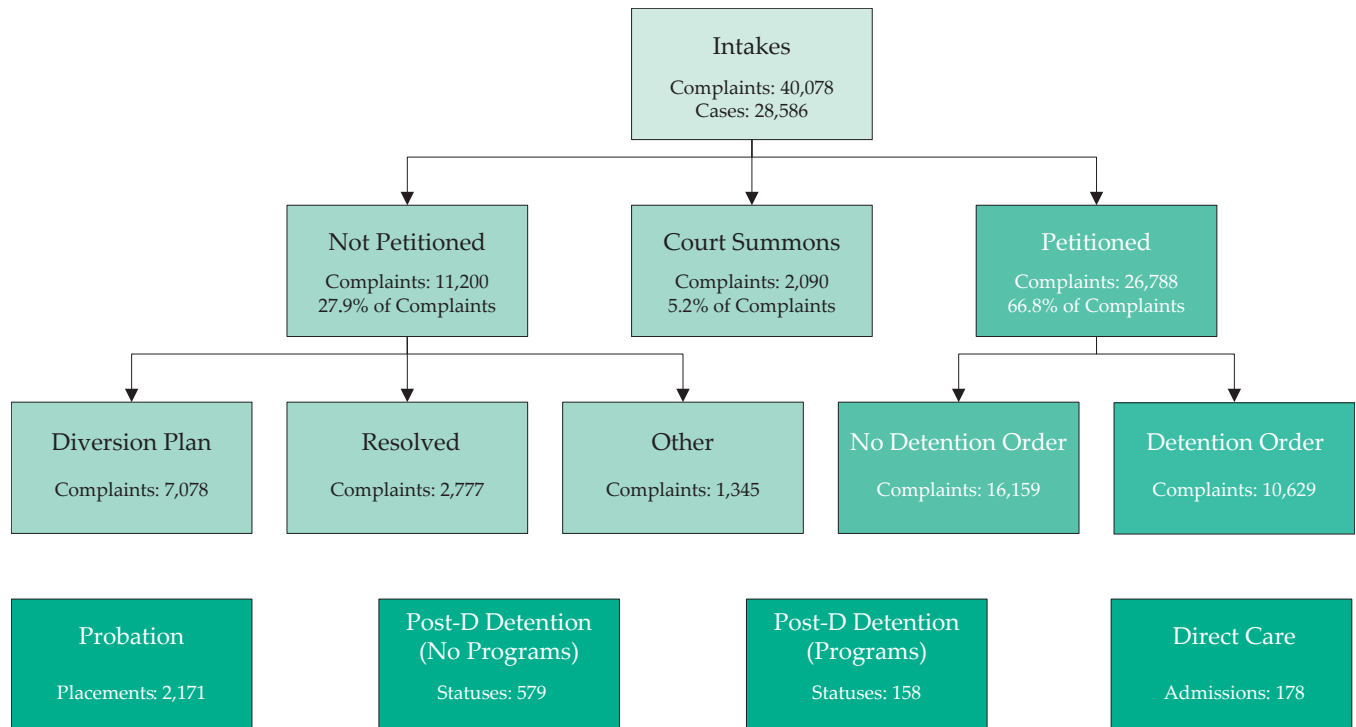 Intakes
Complaints: 40,078
Cases: 28,586
Not Petitioned
Complaints: 11,200
27.9% of Complaints
Court Summons
Complaints: 2,090
5.2% of Complaints
Petitioned
Complaints: 26,788
66.8% of Complaints
Diversion Plan
Complaints: 7,078
Resolved
Complaints: 2,777
Other
Complaints: 1,345
No Detention Order
Complaints: 16,159
Detention Order
Complaints: 10,629
Probation
Placements: 2,171
Post-D Detention
(No Programs)
Statuses: 579
Post-D Detention
(Programs)
Statuses: 158
Direct Care
Admissions: 178